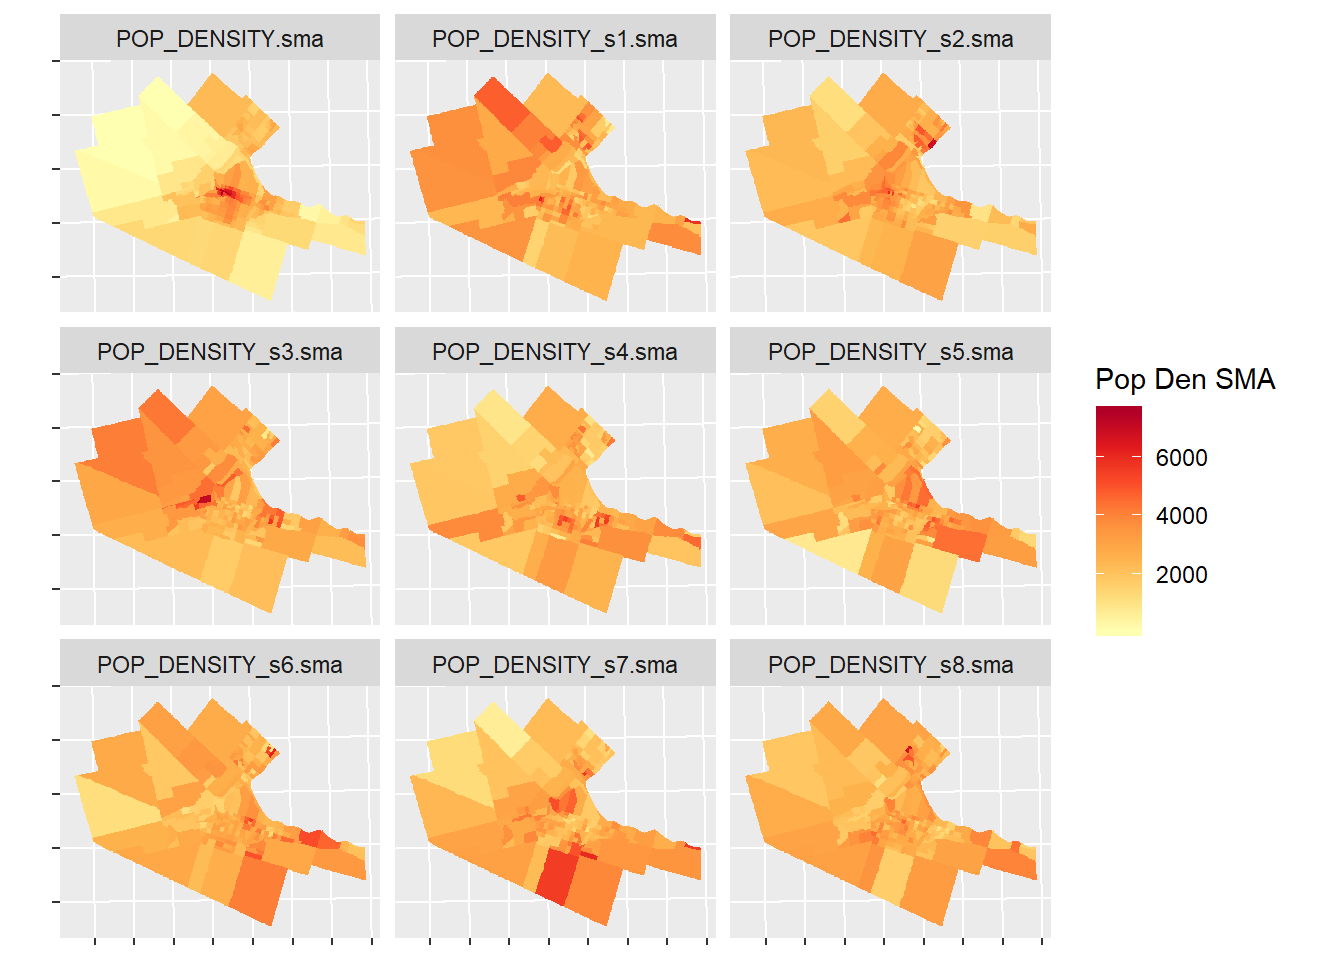 POP_DENSITY.sma
POP_DENSITY_s1.sma
POP_DENSITY_s2.sma
POP_DENSITY_s3.sma
POP_DENSITY_s4.sma
POP_DENSITY_s5.sma
POP_DENSITY_s6.sma
POP_DENSITY_s7.sma
POP_DENSITY_s8.sma
Pop Den SMA
6000
4000
2000